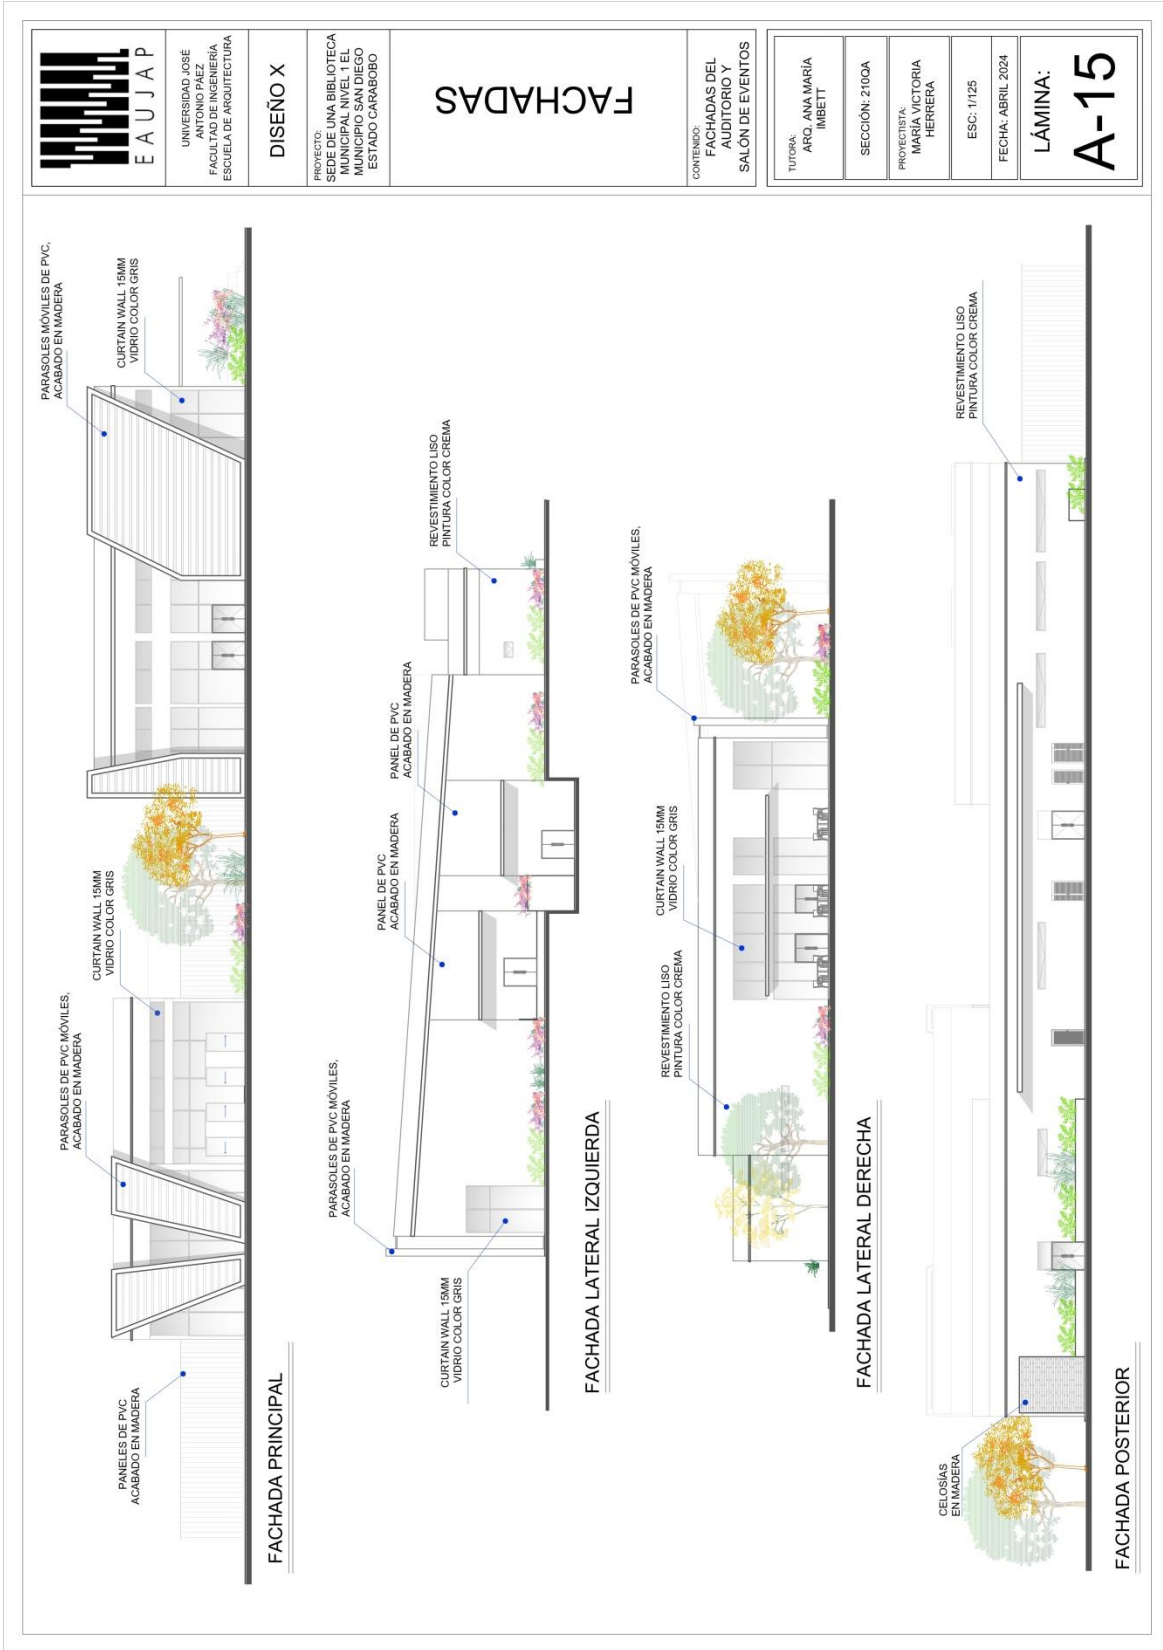 EAUJAP
UNIVERSIDAD JOSÉ
ANTONIO PÁEZ
FACULTAD DE INGENIERÍA
ESCUELA DE ARQUITECTURA
DISEÑO X
PROYECTO:
SEDE DE UNA BIBLIOTECA
MUNICIPAL NIVEL 1 EL
MUNICIPIO SAN DIEGO
ESTADO CARABOBO
FACHADAS
CONTENIDO:
FACHADAS DEL
AUDITORIO Y
SALÓN DE EVENTOS
TUTORA:
ARQ. ANA MARÍA
IMBETT
SECCIÓN: 210QA
PROYECTISTA:
MARÍA VICTORIA
HERRERA
ESC: 1/125
FECHA: ABRIL 2024
LÁMINA:
A-15
PANELES DE PVC
ACABADO EN MADERA
PARASOLES DE PVC MÓVILES,
ACABADO EN MADERA
CURTAIN WALL 15MM
VIDRIO COLOR GRIS
PARASOLES MÓVILES DE PVC,
ACABADO EN MADERA
CURTAIN WALL 15MM
VIDRIO COLOR GRIS
FACHADA PRINCIPAL
CURTAIN WALL 15MM
VIDRIO COLOR GRIS
PARASOLES DE PVC MÓVILES,
ACABADO EN MADERA
PANEL DE PVC
ACABADO EN MADERA
PANEL DE PVC
ACABADO EN MADERA
REVESTIMIENTO LISO
PINTURA COLOR CREMA
FACHADA LATERAL IZQUIERDA
REVESTIMIENTO LISO
PINTURA COLOR CREMA
CURTAIN WALL 15MM
VIDRIO COLOR GRIS
PARASOLES DE PVC MÓVILES,
ACABADO EN MADERA
FACHADA LATERAL DERECHA
CELOSÍAS
EN MADERA
REVESTIMIENTO LISO
PINTURA COLOR CREMA
FACHADA POSTERIOR